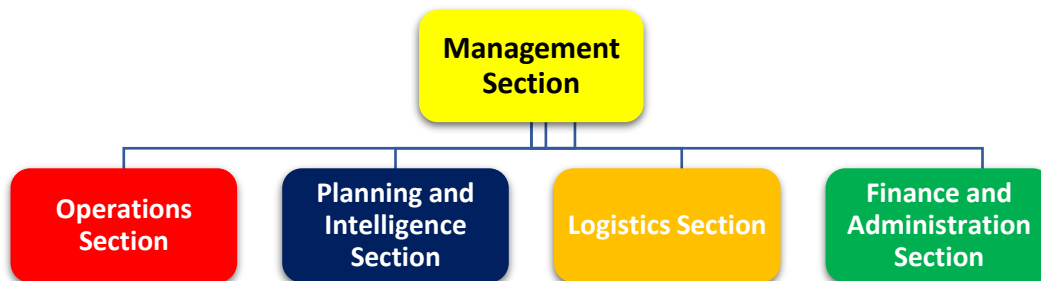 Management
Section
Operations
Section
Planning and
Intelligence
Section
Logistics Section
Finance and
Administration
Section